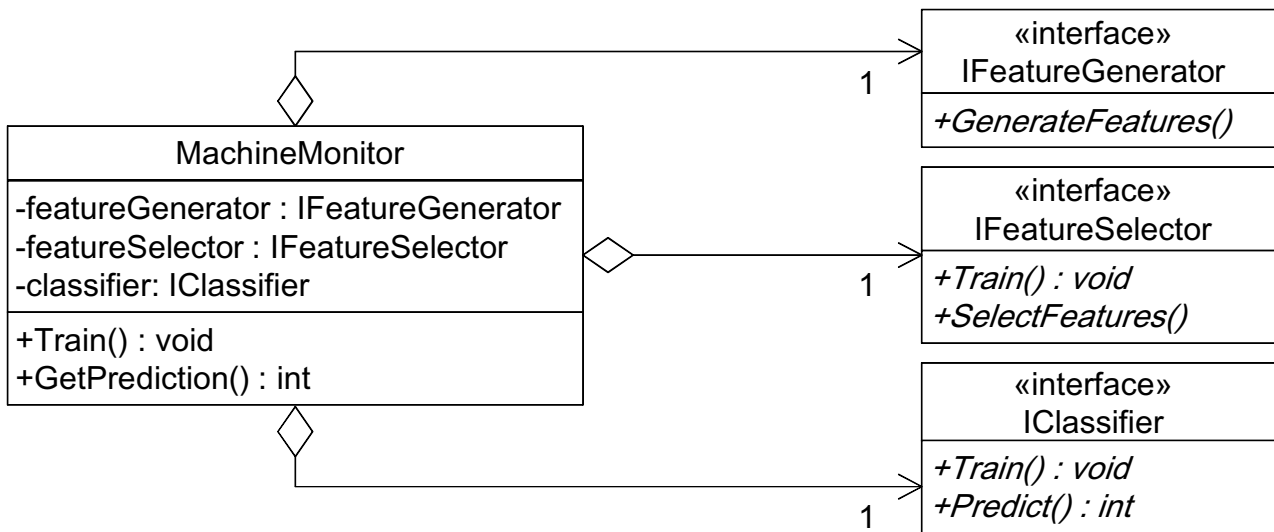 MachineMonitor
-featureGenerator : IFeatureGenerator
-featureSelector : IFeatureSelector
-classifier: IClassifier
+Train() : void
+GetPrediction() : int
1
«interface»
IFeatureGenerator
+GenerateFeatures()
1
«interface»
IFeatureSelector
+Train() : void
+SelectFeatures()
1
«interface»
IClassifier
+Train() : void
+Predict() : int